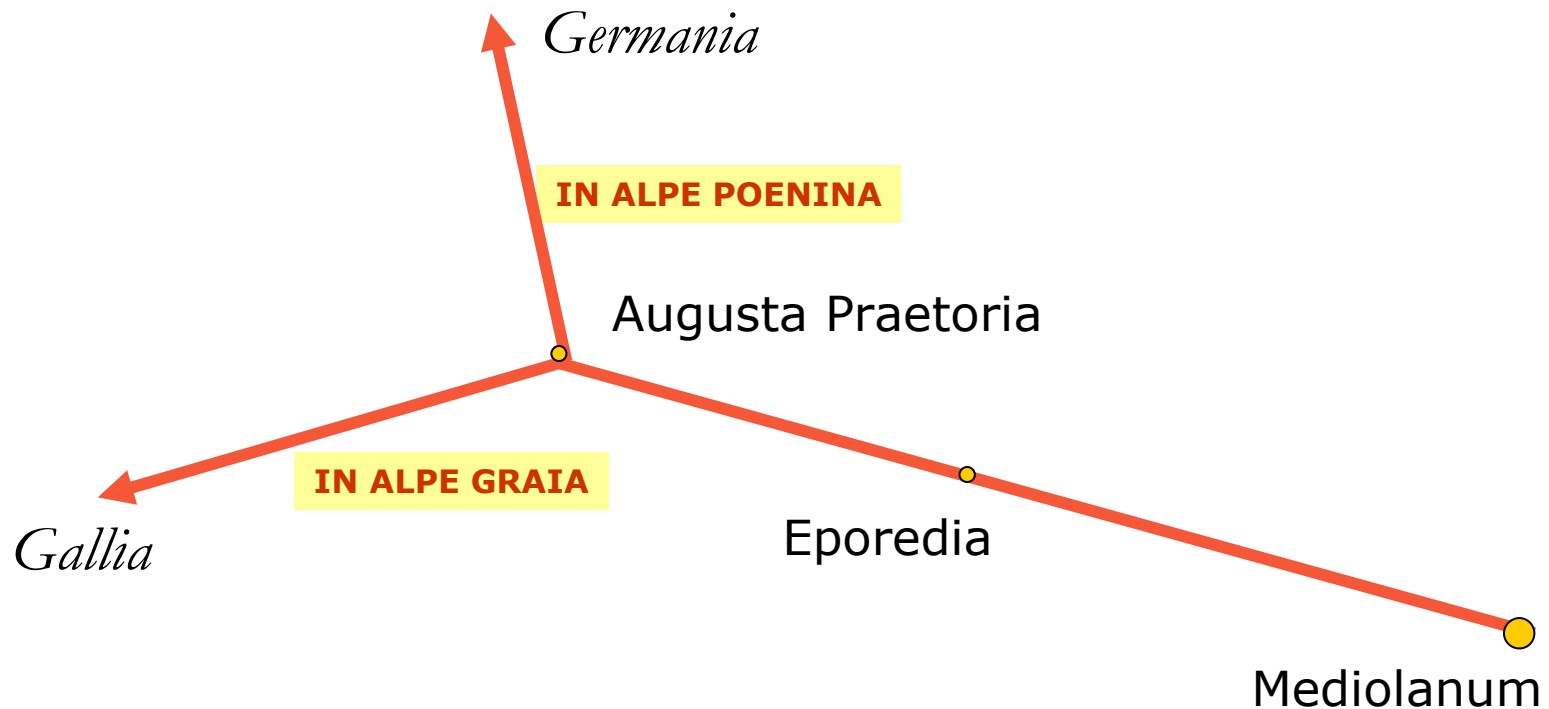 Germania
IN ALPE POENINA
Augusta Praetoria
IN ALPE GRAIA
Eporedia
Gallia
Mediolanum